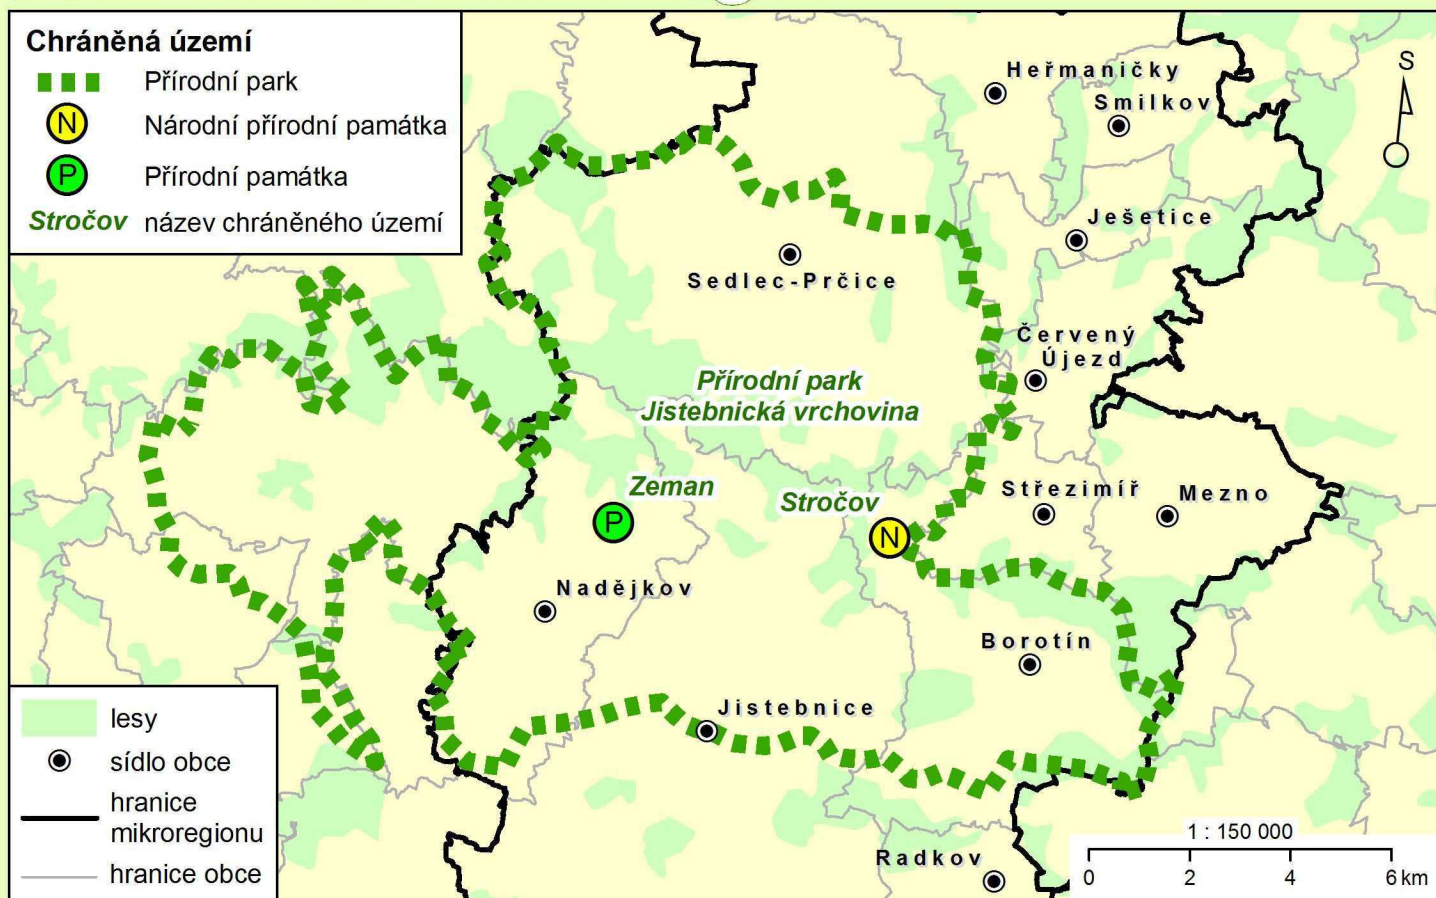 Chráněná území
Přírodní park
N
Národní přírodní památka
P
Přírodní památka
Stročov
název chráněného území
S
Heřmaničky
Smilkov
Ješetice
Sedlec-Prčice
Červený
Újezd
Přírodní park
Jistebnická vrchovina
Zeman
P
Stročov
N
Střezimíř
Mezno
Nadějkov
Borotín
Jistebnice
Radkov
lesy
sídlo obce
hranice
mikroregionu
hranice obce
1 : 150 000
0 2 4 6 km